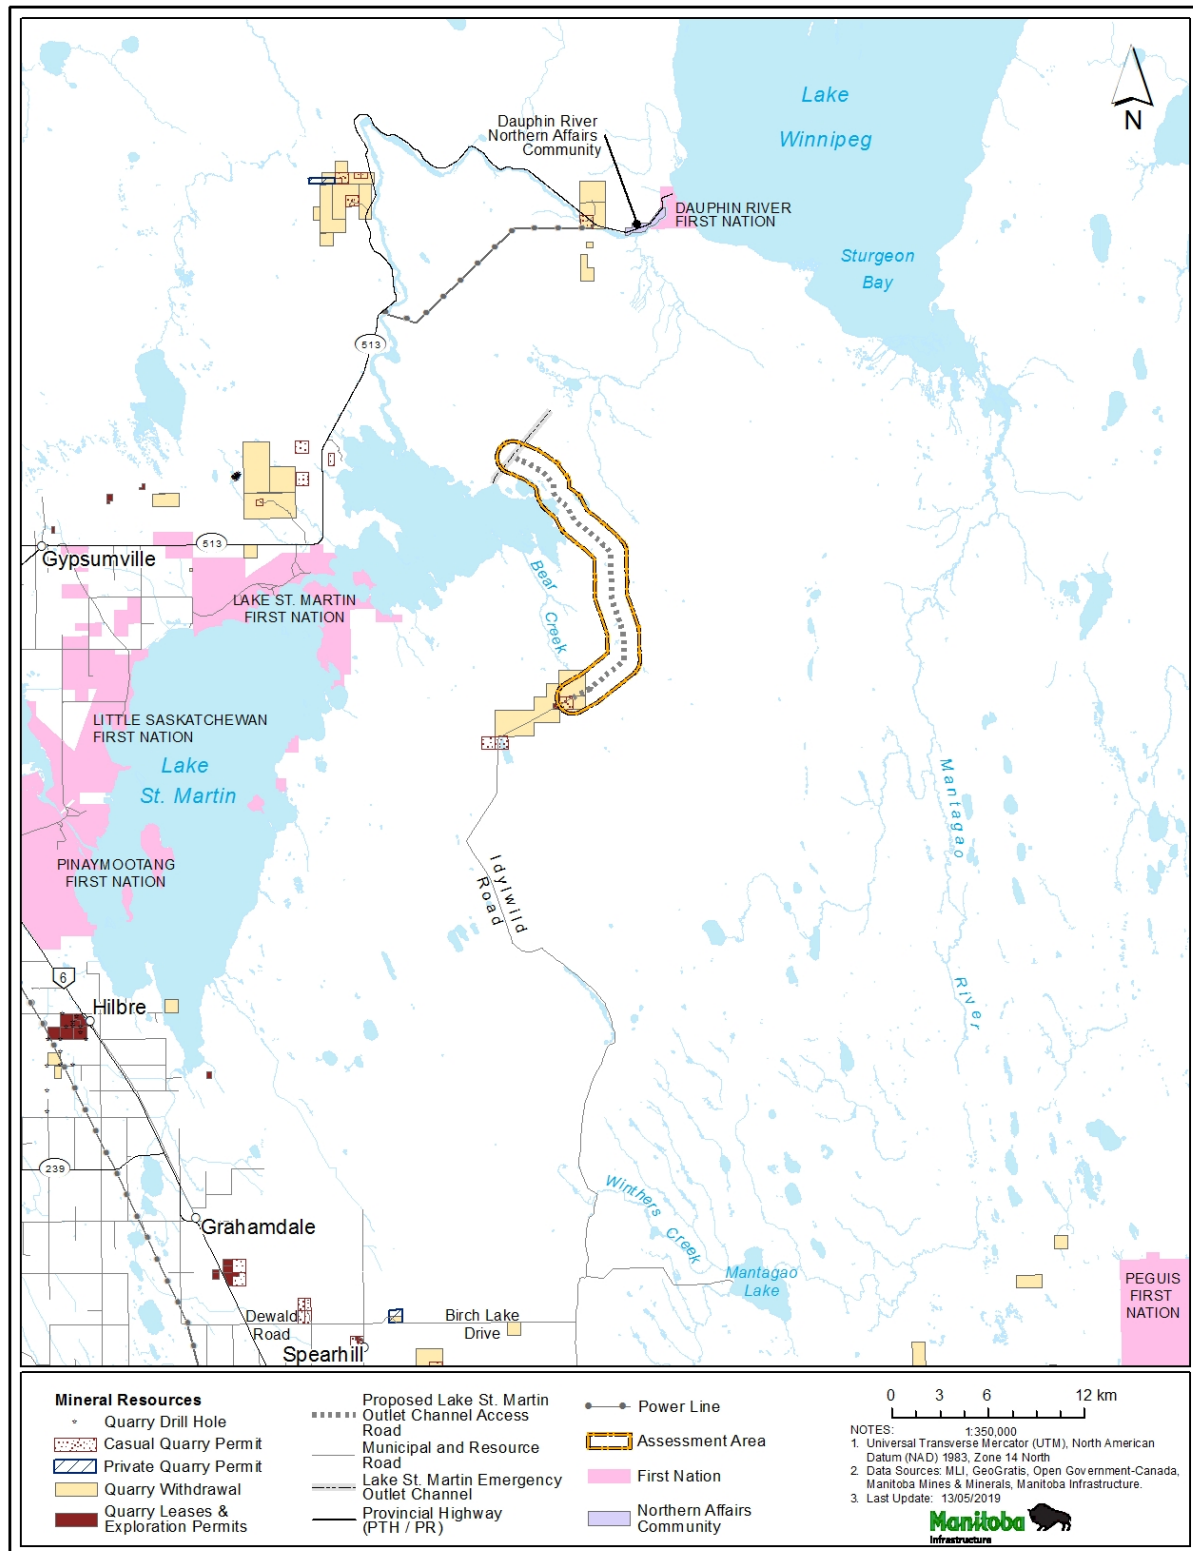 Lake
Winnipeg
N
Dauphin River
Northern Affairs
Community
DAUPHIN RIVER
FIRST NATION
Sturgeon
Bay
513
513
Gypsumville
LAKE ST. MARTIN
FIRST NATION
Bear
Creek
LITTLE SASKATCHEWAN
FIRST NATION
Lake
St. Martin
Mantagao
River
PINAYMOOTANG
FIRST NATION
Idylwild
Road
6
Hilbre
239
Grahamdale
Winthers Creek
Mantagao
Lake
PEGUIS
FIRST
NATION
Dewald
Road
Birch Lake
Drive
Spearhill
Mineral Resources
Quarry Drill Hole
Casual Quarry Permit
Private Quarry Permit
Quarry Withdrawal
Quarry Leases &
Exploration Permits
Proposed Lake St. Martin
Outlet Channel Access
Road
Municipal and Resource
Road
Lake St. Martin Emergency
Outlet Channel
Provincial Highway
(PTH / PR)
Power Line
Assessment Area
First Nation
Northern Affairs
Community
0 3 6 12 km
1:350,000
NOTES:
1. Universal Transverse Mercator (UTM), North American
Datum (NAD) 1983, Zone 14 North
2. Data Sources: MLI, GeoGratis, Open Government-Canada,
Manitoba Mines & Minerals, Manitoba Infrastructure.
3. Last Update: 13/05/2019
Manitoba
Infrastructure